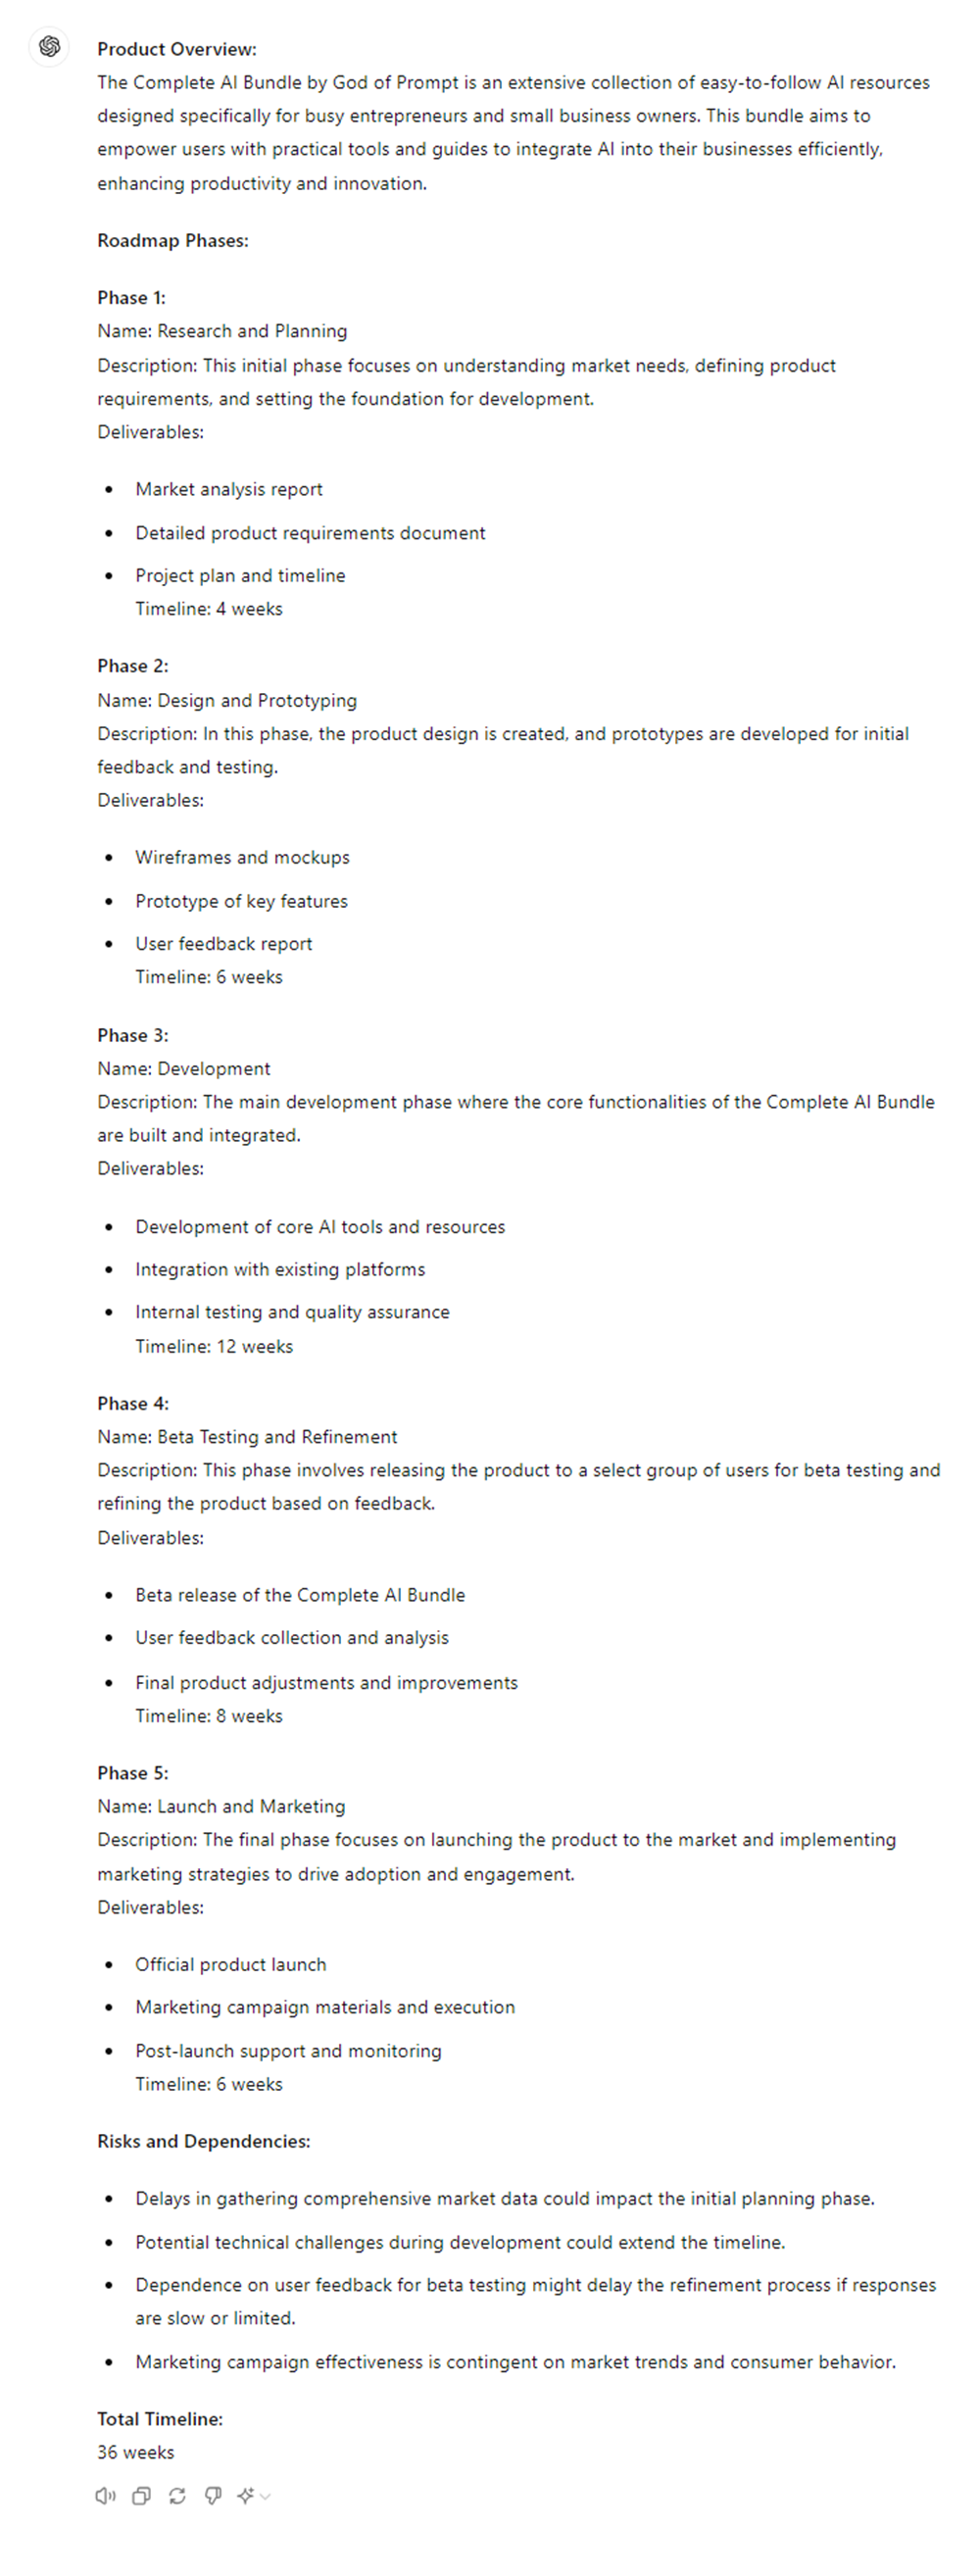 Product Overview:
The Complete AI Bundle by God of Prompt is an extensive collection of easy-to-follow AI resources
designed specifically for busy entrepreneurs and small business owners. This bundle aims to
empower users with practical tools and guides to integrate AI into their businesses efficiently,
enhancing productivity and innovation.
Roadmap Phases:
Phase 1:
Name: Research and Planning
Description: This initial phase focuses on understanding market needs, defining product
requirements, and setting the foundation for development.
Deliverables:
• Market analysis report
• Detailed product requirements document
• Project plan and timeline
Timeline: 4 weeks
Phase 2:
Name: Design and Prototyping
Description: In this phase, the product design is created, and prototypes are developed for initial
feedback and testing.
Deliverables:
• Wireframes and mockups
• Prototype of key features
• User feedback report
Timeline: 6 weeks
Phase 3:
Name: Development
Description: The main development phase where the core functionalities of the Complete AI Bundle
are built and integrated.
Deliverables:
• Development of core AI tools and resources
• Integration with existing platforms
• Internal testing and quality assurance
Timeline: 12 weeks
Phase 4:
Name: Beta Testing and Refinement
Description: This phase involves releasing the product to a select group of users for beta testing and
refining the product based on feedback.
Deliverables:
• Beta release of the Complete AI Bundle
• User feedback collection and analysis
• Final product adjustments and improvements
Timeline: 8 weeks
Phase 5:
Name: Launch and Marketing
Description: The final phase focuses on launching the product to the market and implementing
marketing strategies to drive adoption and engagement.
Deliverables:
• Official product launch
• Marketing campaign materials and execution
• Post-launch support and monitoring
Timeline: 6 weeks
Risks and Dependencies:
• Delays in gathering comprehensive market data could impact the initial planning phase.
• Potential technical challenges during development could extend the timeline.
• Dependence on user feedback for beta testing might delay the refinement process if responses
are slow or limited.
• Marketing campaign effectiveness is contingent on market trends and consumer behavior.
Total Timeline:
36 weeks